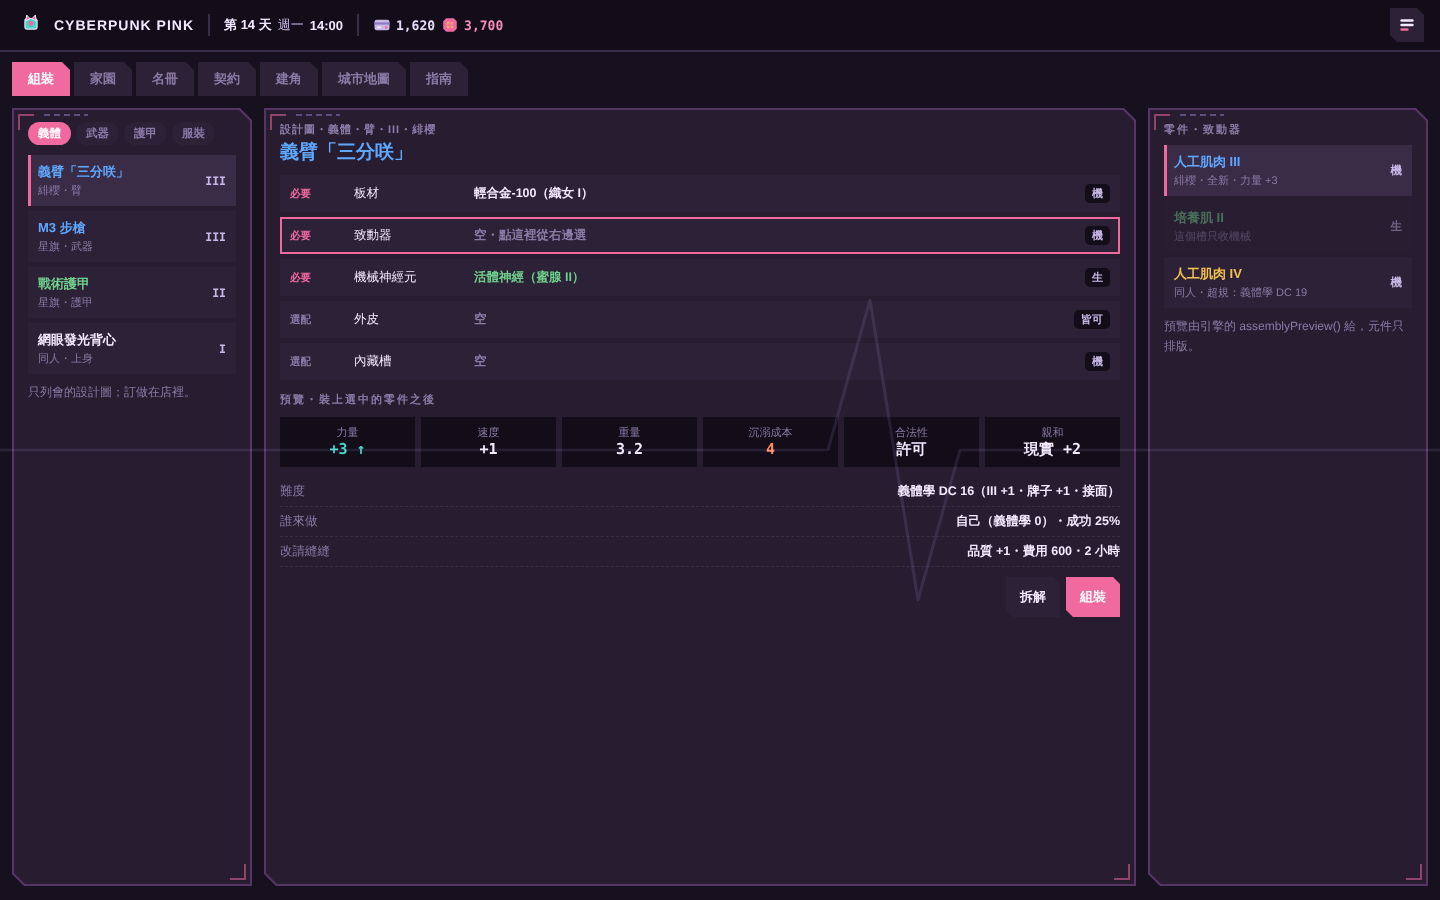 CYBERPUNK PINK 第 14 天 週一 14:00 1,620 3,700
組裝 家園 名冊 契約 建角 城市地圖 指南
義體 武器 護甲 服裝
義臂「三分咲」 III
緋櫻・臂
M3 步槍 III
星旗・武器
戰術護甲 II
星旗・護甲
網眼發光背心 I
同人・上身
只列會的設計圖；訂做在店裡。
設計圖・義體・臂・III・緋櫻
義臂「三分咲」
必要 板材 輕合金-100（織女 I） 機
必要 致動器 空・點這裡從右邊選 機
必要 機械神經元 活體神經（蜜腺 II） 生
選配 外皮 空 皆可
選配 內藏槽 空 機
預覽・裝上選中的零件之後
力量 速度 重量 沉溺成本 合法性 親和
+3 ↑ +1 3.2 4 許可 現實 +2
難度 義體學 DC 16（III +1・牌子 +1・接面）
誰來做 自己（義體學 0）・成功 25%
改請縫縫 品質 +1・費用 600・2 小時
拆解 組裝
零件・致動器
人工肌肉 III 機
緋櫻・全新・力量 +3
培養肌 II 生
這個槽只收機械
人工肌肉 IV 機
同人・超規：義體學 DC 19
預覽由引擎的 assemblyPreview() 給，元件只
排版。